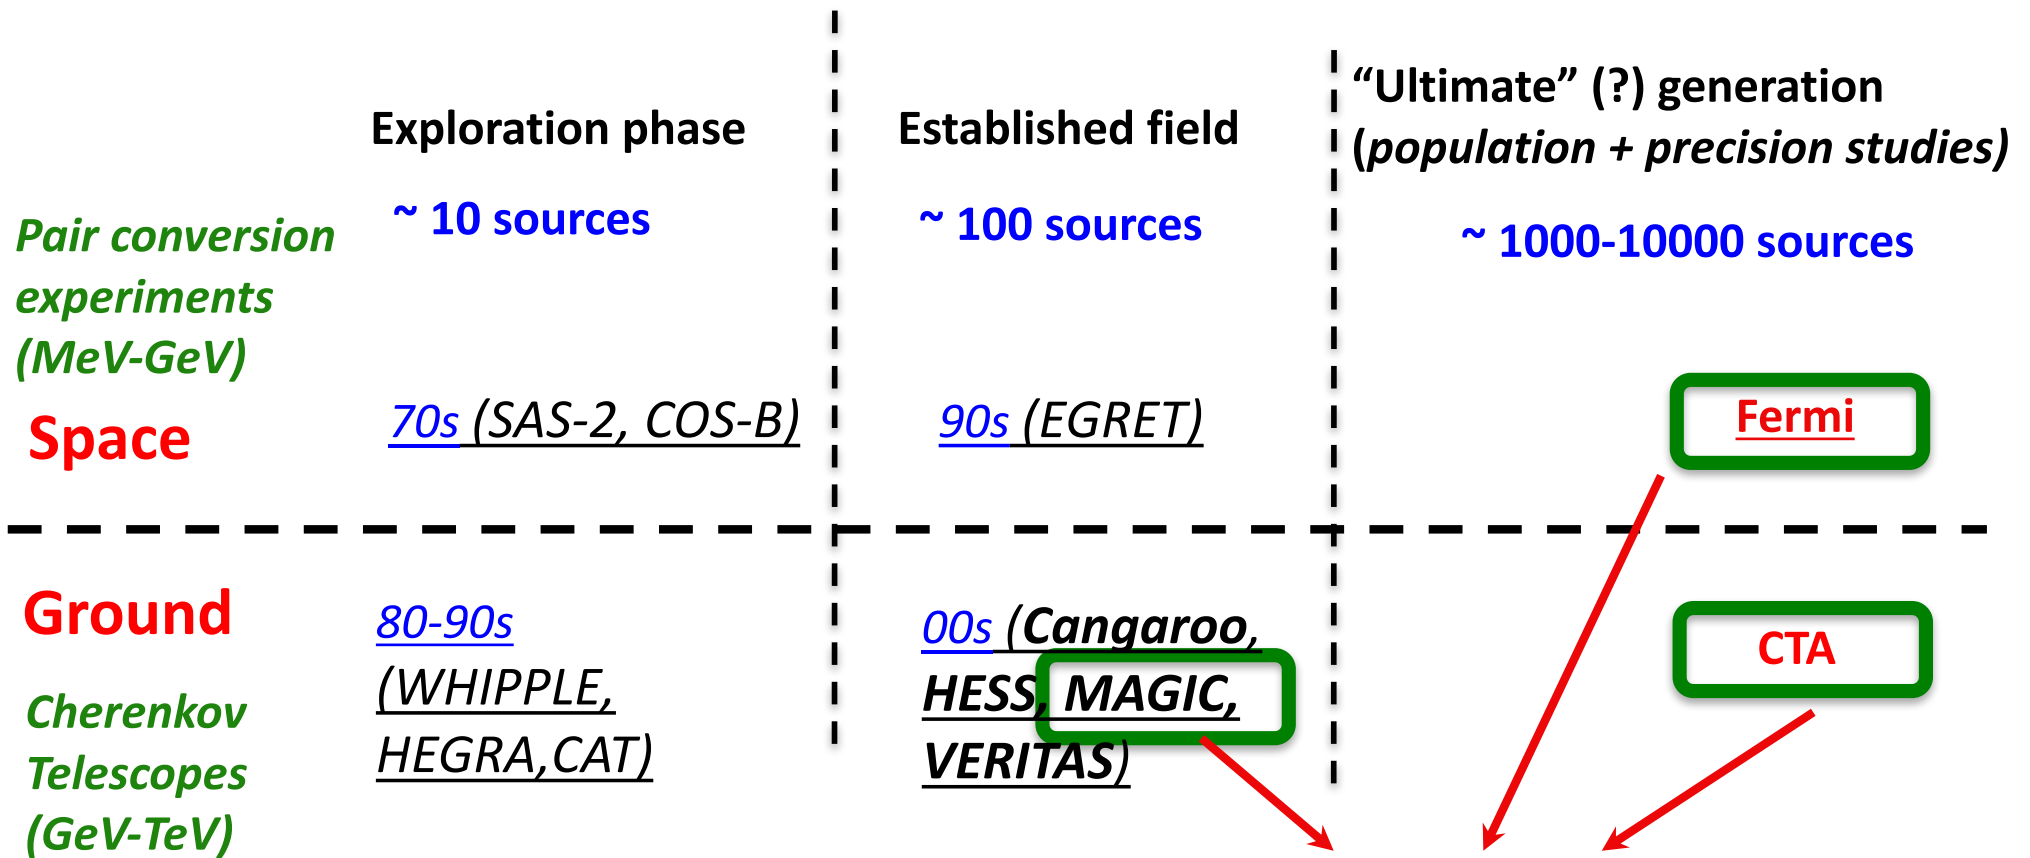 Exploration phase
Established field
“Ultimate” (?) generation
(population + precision studies)
~ 10 sources
~ 100 sources
~ 1000-10000 sources
Pair conversion
experiments
(MeV-GeV)
Space
70s (SAS-2, COS-B)
90s (EGRET)
Fermi
Ground
80-90s
(WHIPPLE,
HEGRA,CAT)
00s (Cangaroo,
HESS, MAGIC,
VERITAS)
CTA
Cherenkov
Telescopes
(GeV-TeV)